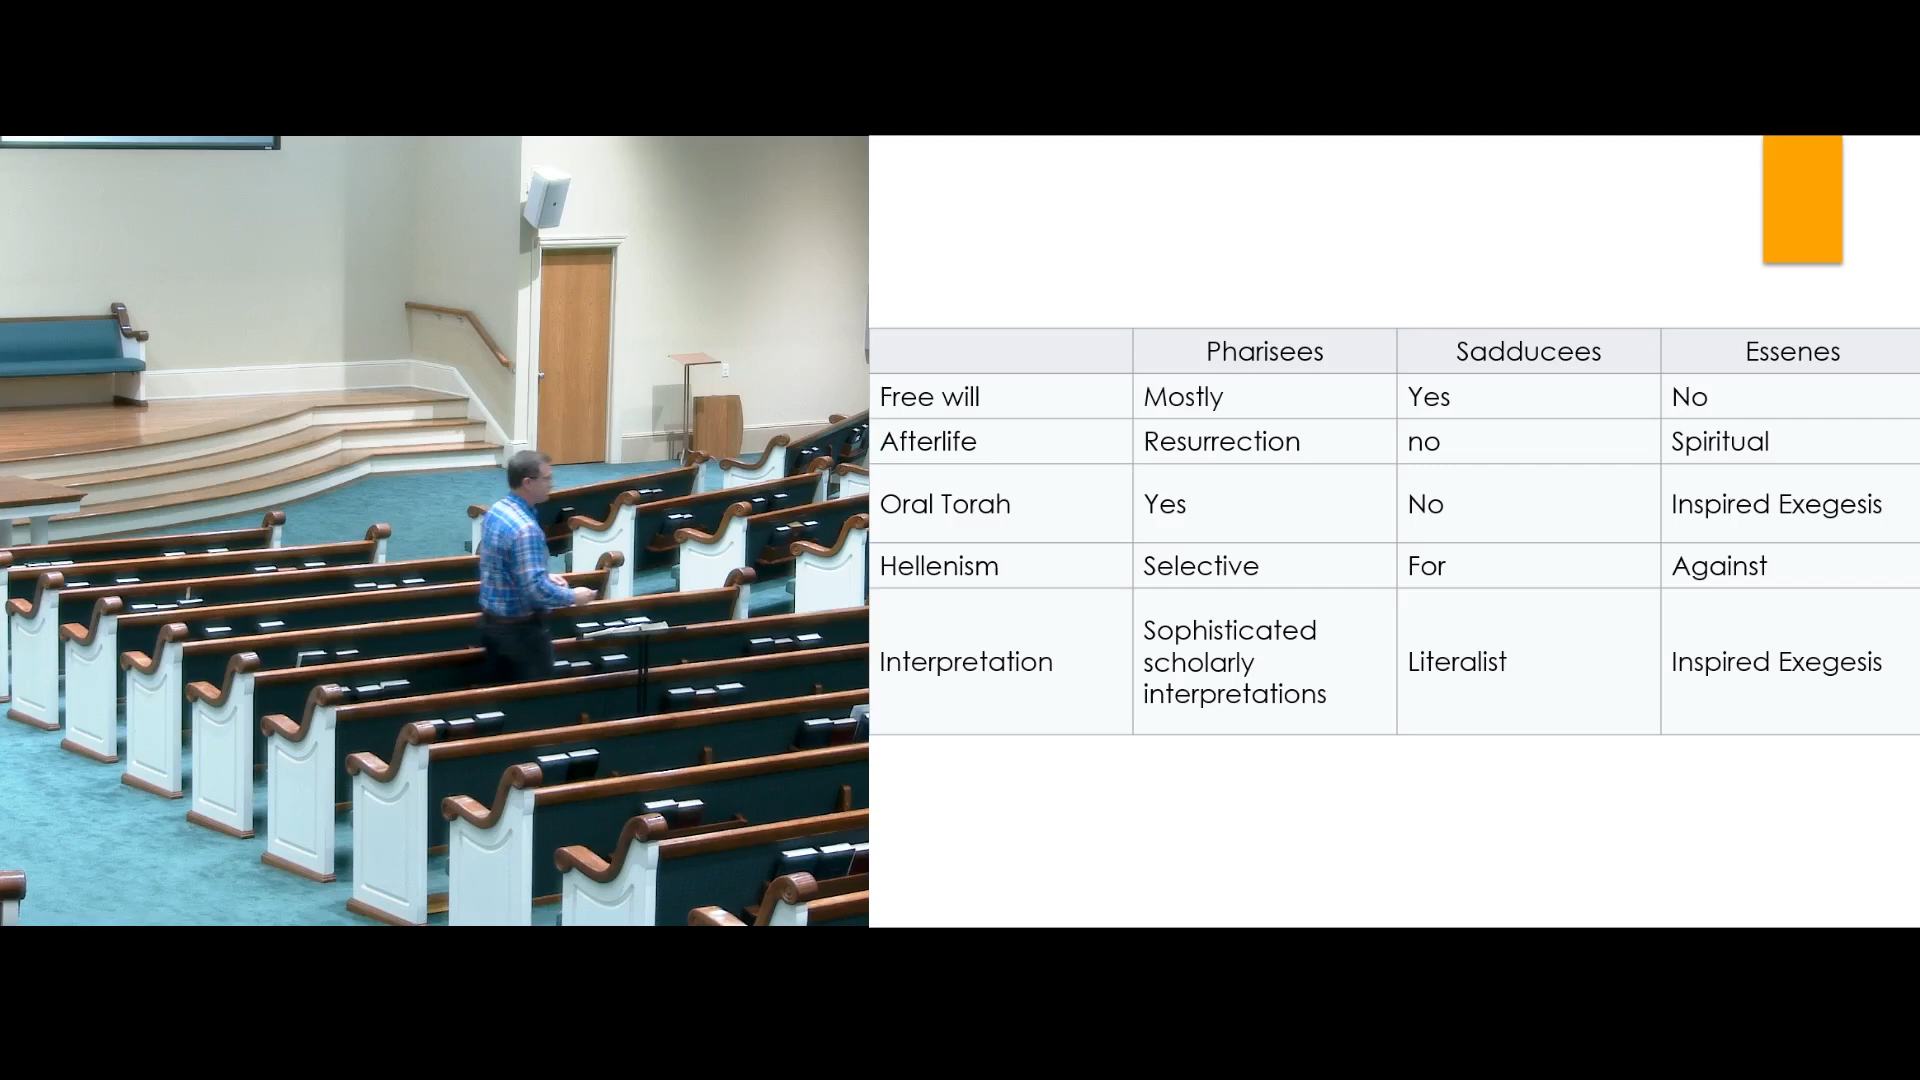 Pharisees Sadducees Essenes
Free will Mostly Yes No
Afterlife Resurrection no Spiritual
Oral Torah Yes No Inspired Exegesis
Hellenism Selective For Against
Interpretation Sophisticated scholarly interpretations Literalist Inspired Exegesis